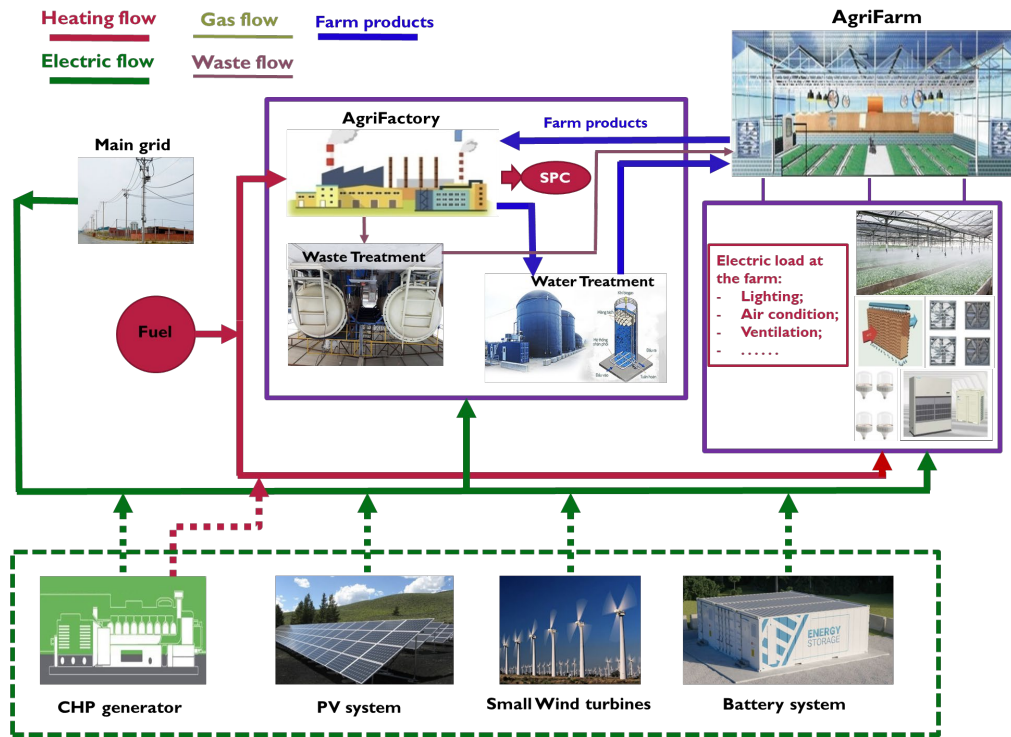 Heating flow
Gas flow
Farm products
Electric flow
Waste flow
AgriFarm
AgriFactory
Farm products
Main grid
SPC
Waste Treatment
Water Treatment
Electric load at
the farm:
- Lighting;
- Air condition;
- Ventilation;
- ......
Fuel
ENERGY
STORAGE
CHP generator
PV system
Small Wind turbines
Battery system